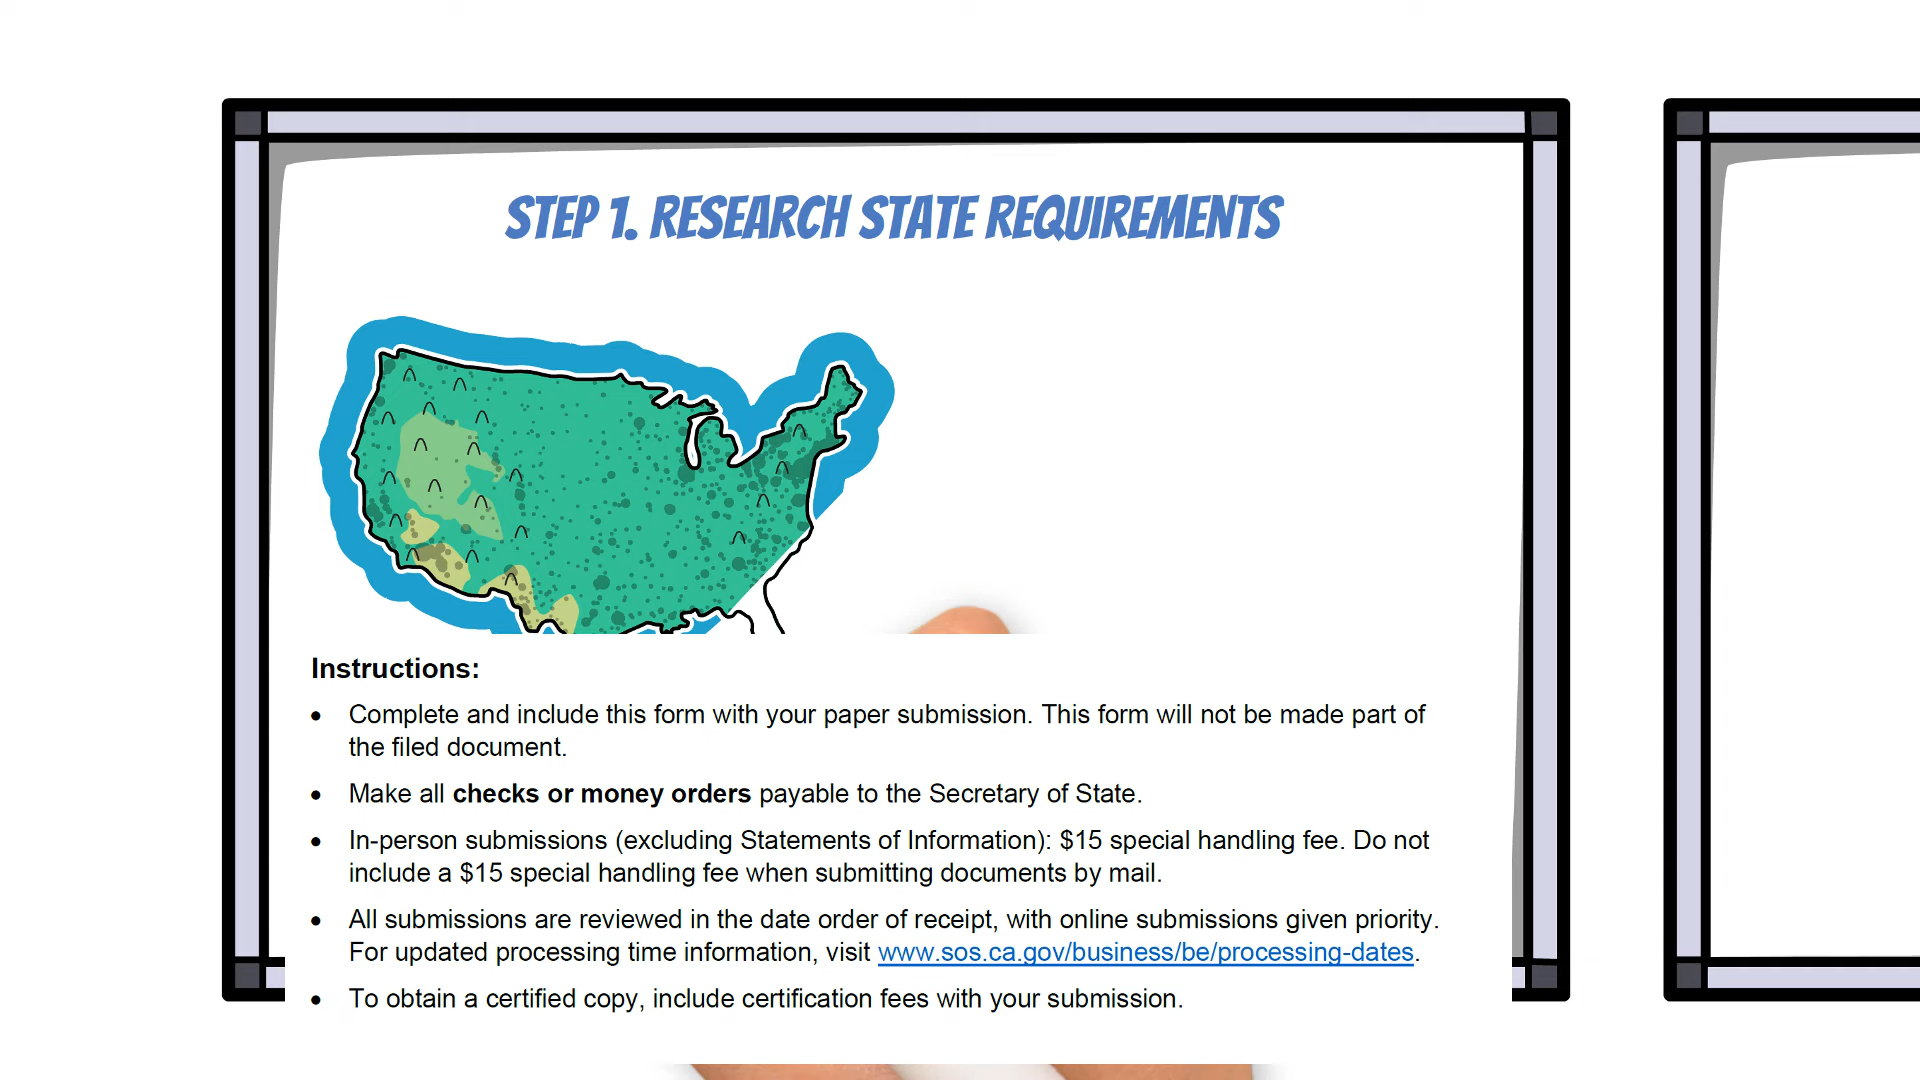 STEP 1. RESEARCH STATE REQUIREMENTS
Instructions:
• Complete and include this form with your paper submission. This form will not be made part of
the filed document.
• Make all checks or money orders payable to the Secretary of State.
• In-person submissions (excluding Statements of Information): $15 special handling fee. Do not
include a $15 special handling fee when submitting documents by mail.
• All submissions are reviewed in the date order of receipt, with online submissions given priority.
For updated processing time information, visit www.sos.ca.gov/business/be/processing-dates.
• To obtain a certified copy, include certification fees with your submission.